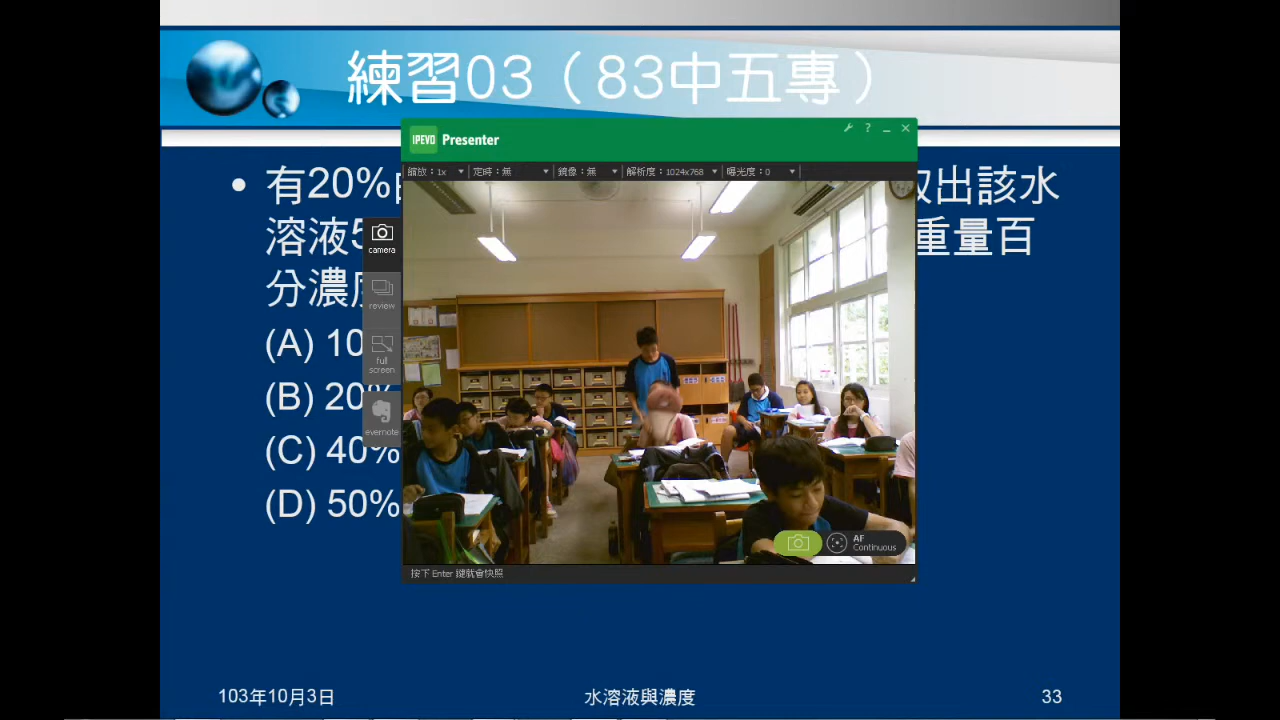 練習03（83中五專）
IPEVO Presenter
縮放：1x 定時：無 鏡像：無 解析度：1024x768 曝光度：0
• 有20% 取出該水
溶液5 重量百
分濃度
(A) 10
(B) 20%
(C) 40%
(D) 50%
camera
review
full
screen
evernote
AF
Continuous
按下 Enter 鍵就會快照
103年10月3日 水溶液與濃度 33